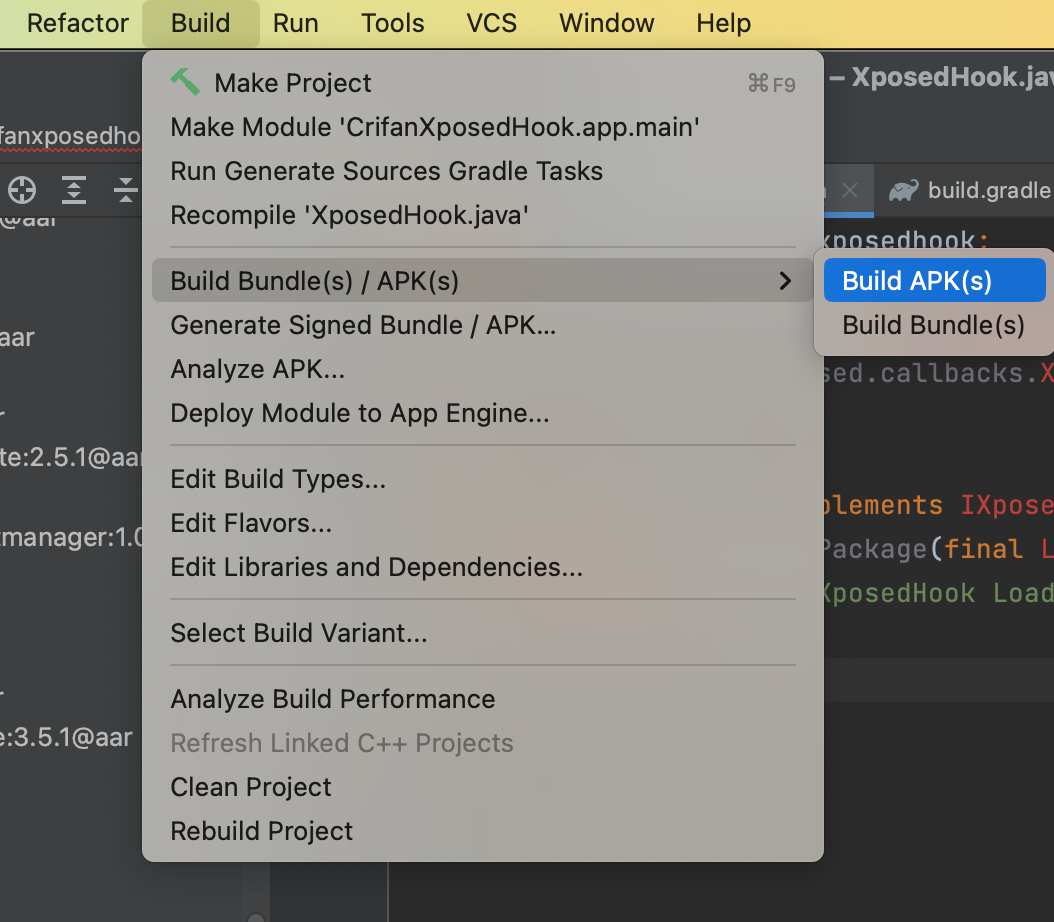 Refactor Build Run Tools VCS Window Help
Make Project ⌘F9
– XposedHook.jav
Make Module 'CrifanXposedHook.app.main'
fanxposedho
Run Generate Sources Gradle Tasks
build.gradle
Recompile 'XposedHook.java'
@aar
xposedhook:
Build Bundle(s) / APK(s)
Build APK(s)
Generate Signed Bundle / APK...
Build Bundle(s)
aar
Analyze APK...
sed.callbacks.X
Deploy Module to App Engine...
r
te:2.5.1@aar
Edit Build Types...
plements IXpose
Edit Flavors...
tmanager:1.0
Package(final L
Edit Libraries and Dependencies...
XposedHook Load
Select Build Variant...
r
Analyze Build Performance
e:3.5.1@aar
Refresh Linked C++ Projects
Clean Project
Rebuild Project